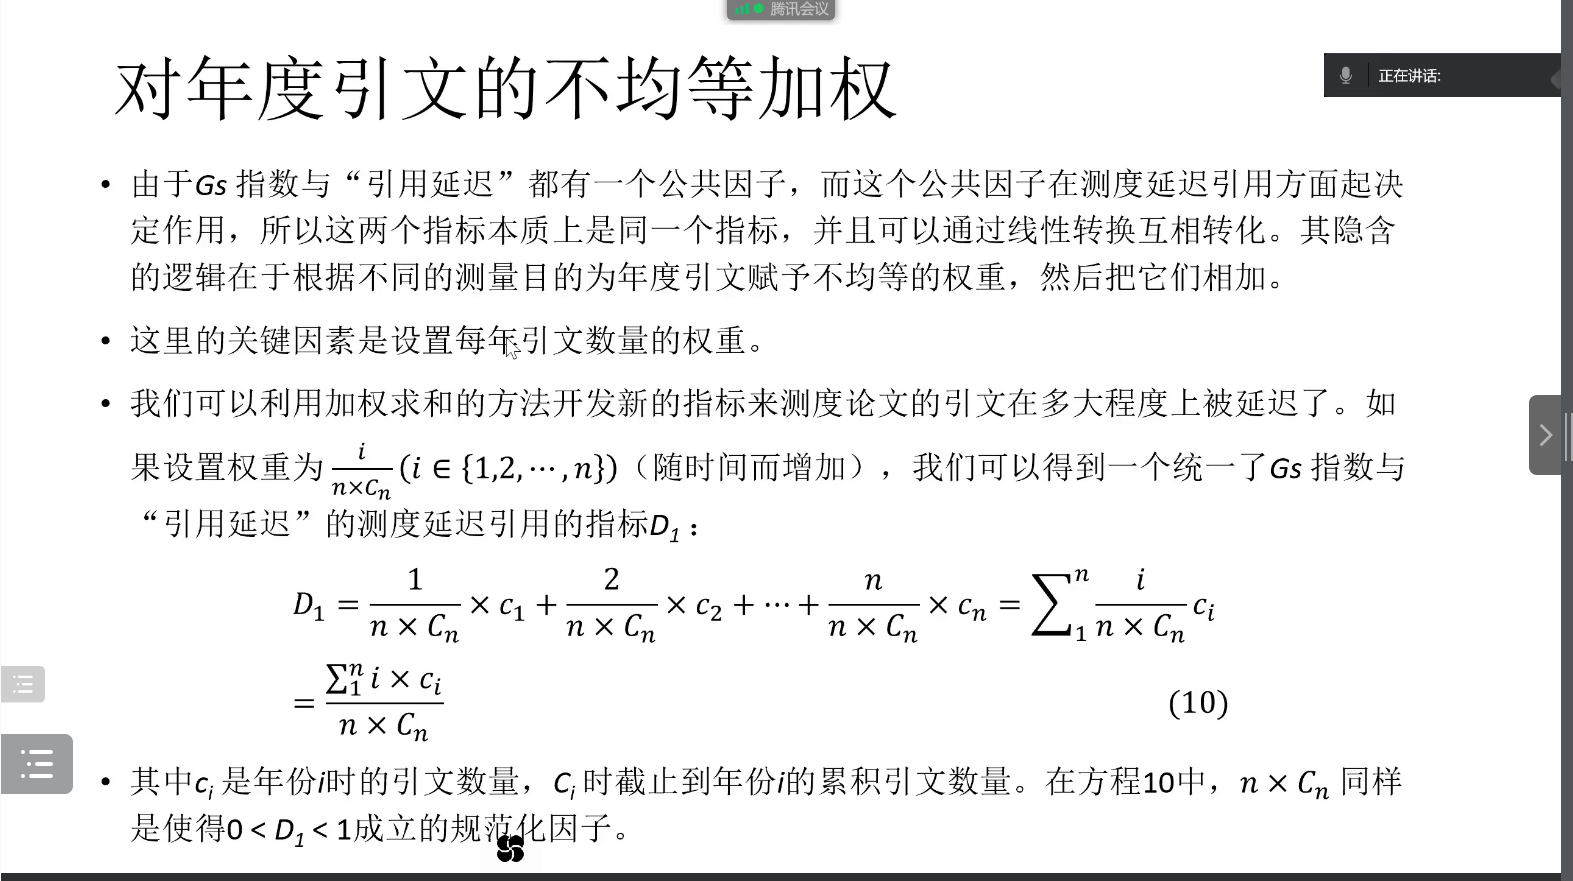 腾讯会议
对年度引文的不均等加权
正在讲话:
• 由于Gs 指数与“引用延迟”都有一个公共因子，而这个公共因子在测度延迟引用方面起决
定作用，所以这两个指标本质上是同一个指标，并且可以通过线性转换互相转化。其隐含
的逻辑在于根据不同的测量目的为年度引文赋予不均等的权重，然后把它们相加。
• 这里的关键因素是设置每年引文数量的权重。
• 我们可以利用加权求和的方法开发新的指标来测度论文的引文在多大程度上被延迟了。如
果设置权重为 \frac{i}{n×C_n} (i ∈ {1,2,⋯,n})（随时间而增加），我们可以得到一个统一了Gs 指数与
“引用延迟”的测度延迟引用的指标D_1：
D_1 = \frac{1}{n × C_n} × c_1 + \frac{2}{n × C_n} × c_2 + ⋯ + \frac{n}{n × C_n} × c_n = ∑_1^n \frac{i}{n × C_n} c_i
= \frac{∑_1^n i × c_i}{n × C_n} (10)
• 其中c_i 是年份i时的引文数量，C_i 时截止到年份i的累积引文数量。在方程10中，n × C_n 同样
是使得0 < D_1 < 1成立的规范化因子。